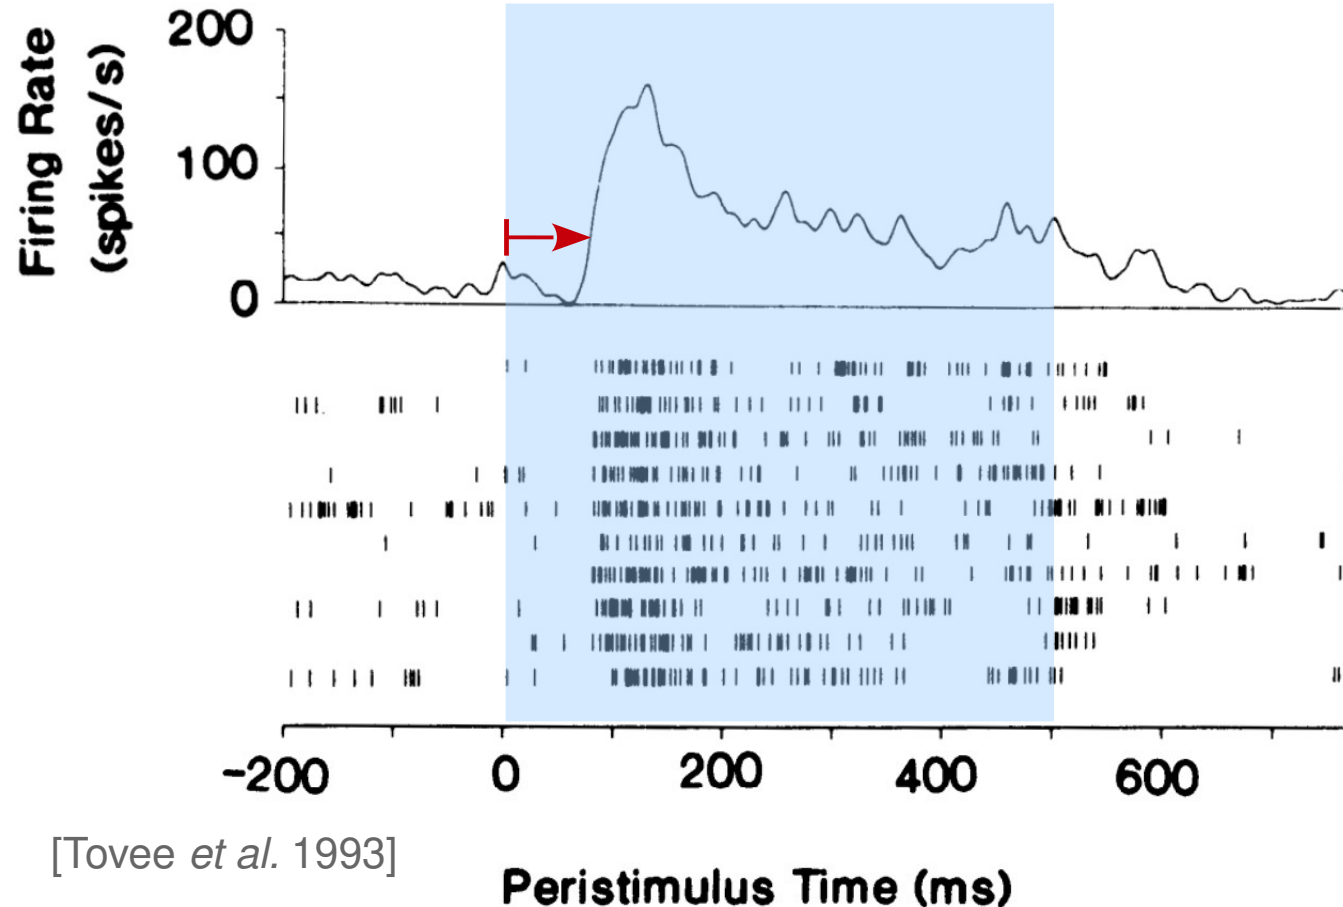 Firing Rate
(spikes/s)
200
100
0
-200 0 200 400 600
[Tovee et al. 1993]
Peristimulus Time (ms)